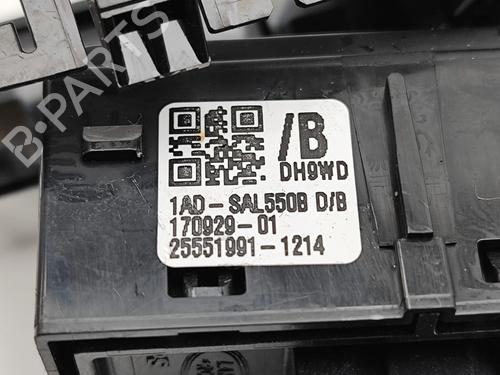 B-PARTS
/B
DH9WD
1AD-SAL550B D/B
170929-01
25551991-1214